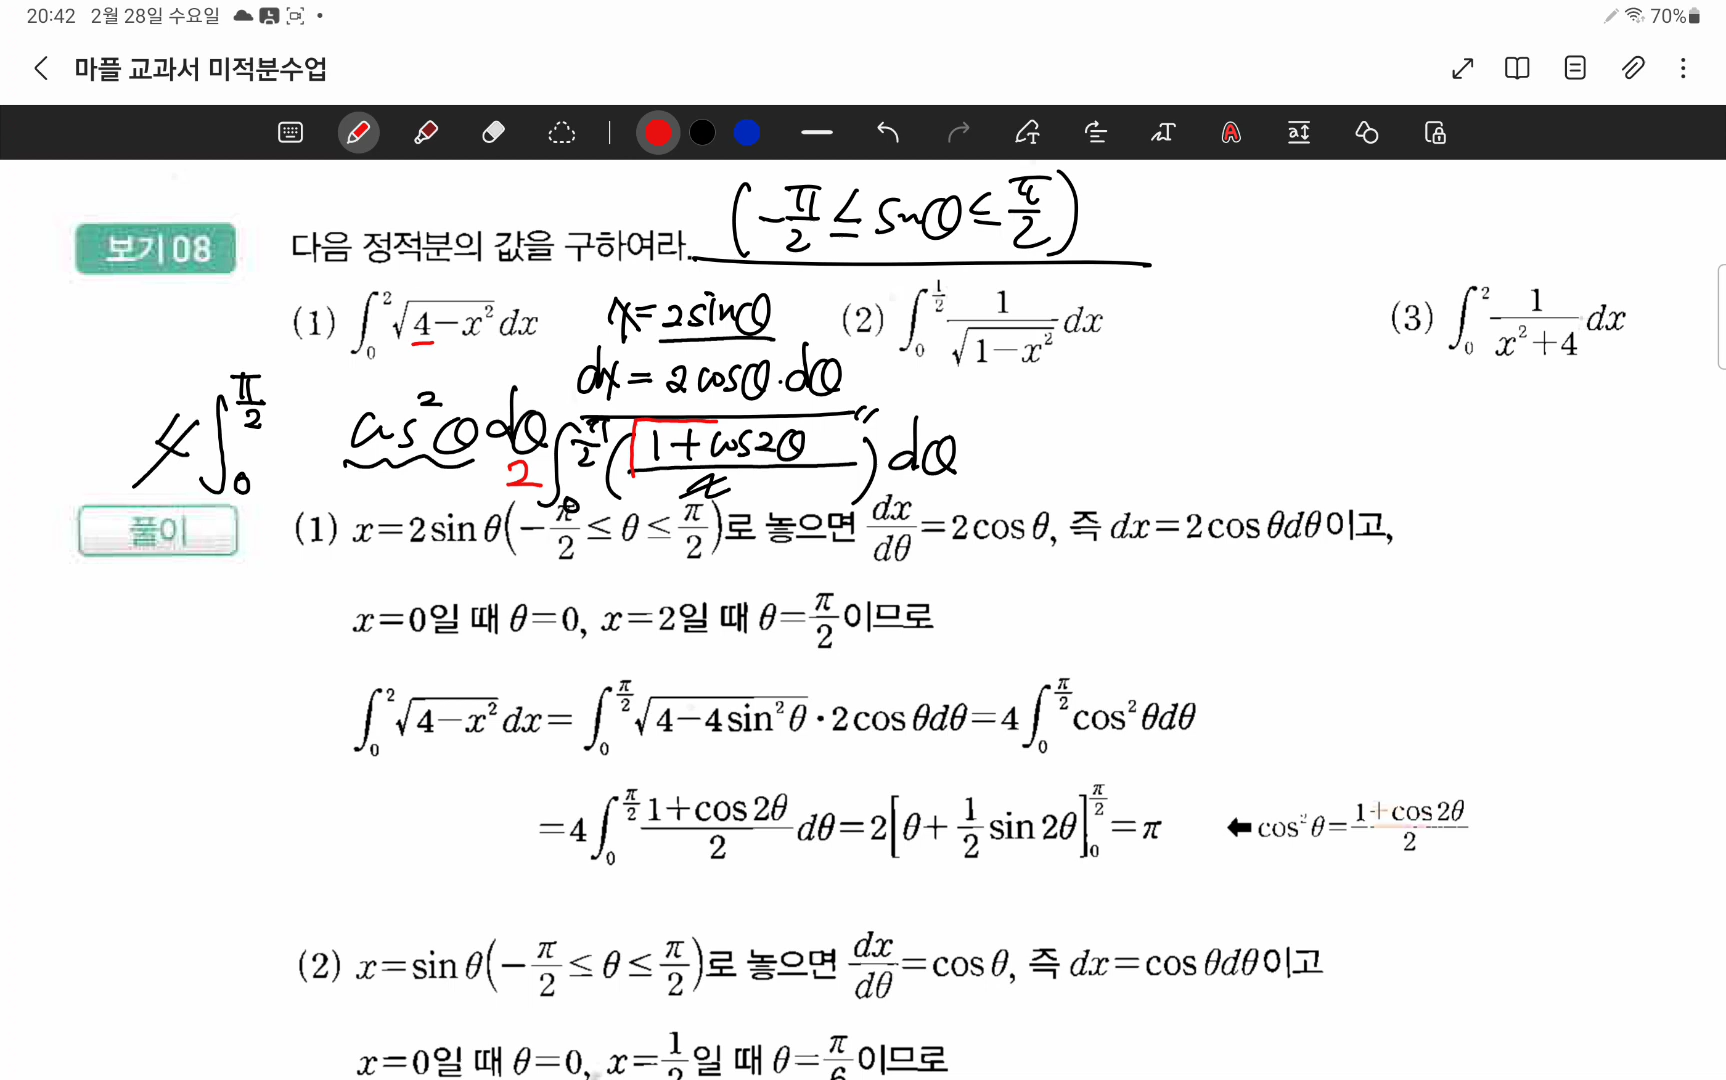 20:42 2월 28일 수요일 70%
마플 교과서 미적분수업
(-π/2 ≤ sinθ ≤ π/2)
보기 08 다음 정적분의 값을 구하여라.
(1) ∫₀² √(4-x²) dx x=2sinθ (2) ∫₀^{1/2} 1/√(1-x²) dx (3) ∫₀² 1/(x²+4) dx
dx = 2cosθ·dθ
4∫₀^{π/2} cos²θ dθ 2∫₀^{π/2} ((1+cos2θ)/2) dθ
풀이 (1) x=2sinθ(-π/2 ≤ θ ≤ π/2)로 놓으면 dx/dθ=2cosθ, 즉 dx=2cosθdθ이고,
x=0일 때 θ=0, x=2일 때 θ=π/2이므로
∫₀² √(4-x²) dx = ∫₀^{π/2} √(4-4sin²θ)·2cosθdθ=4∫₀^{π/2} cos²θdθ
=4∫₀^{π/2} (1+cos2θ)/2 dθ=2[θ+1/2 sin2θ]₀^{π/2}=π ← cos²θ=(1+cos2θ)/2
(2) x=sinθ(-π/2 ≤ θ ≤ π/2)로 놓으면 dx/dθ=cosθ, 즉 dx=cosθdθ이고
x=0일 때 θ=0, x=1/2일 때 θ=π/6이므로